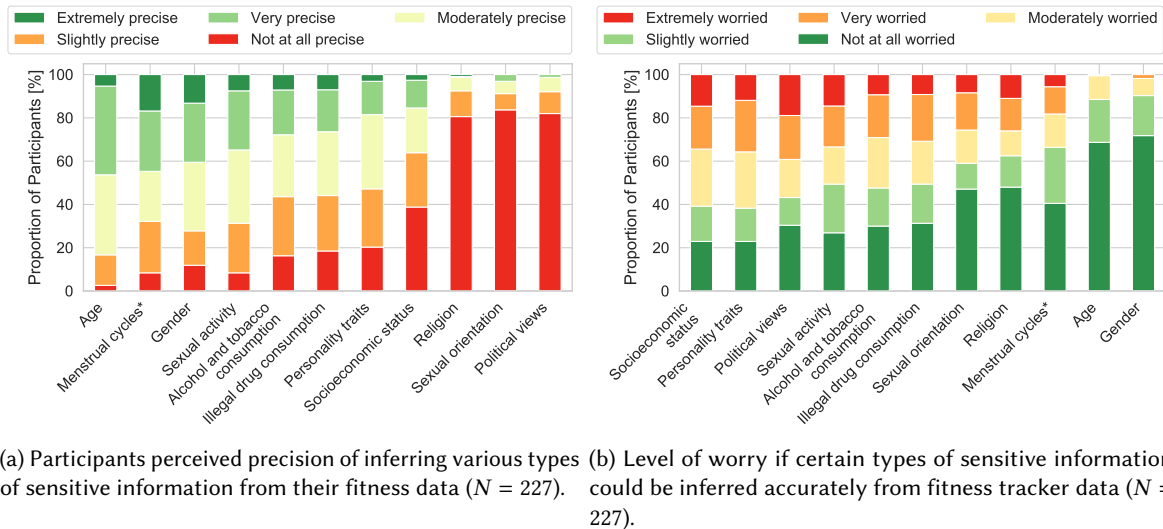 Extremely precise Very precise Moderately precise
Slightly precise Not at all precise
Proportion of Participants [%]
100
80
60
40
20
0
Age
Menstrual cycles*
Gender
Sexual activity
Alcohol and tobacco
consumption
Illegal drug consumption
Personality traits
Socioeconomic status
Religion
Sexual orientation
Political views
(a) Participants perceived precision of inferring various types
of sensitive information from their fitness data (N = 227).
Extremely worried Very worried Moderately worried
Slightly worried Not at all worried
Proportion of Participants [%]
100
80
60
40
20
0
Socioeconomic
status
Personality traits
Political views
Sexual activity
Alcohol and tobacco
consumption
Illegal drug consumption
Sexual orientation
Religion
Menstrual cycles*
Age
Gender
(b) Level of worry if certain types of sensitive information
could be inferred accurately from fitness tracker data (N =
227).